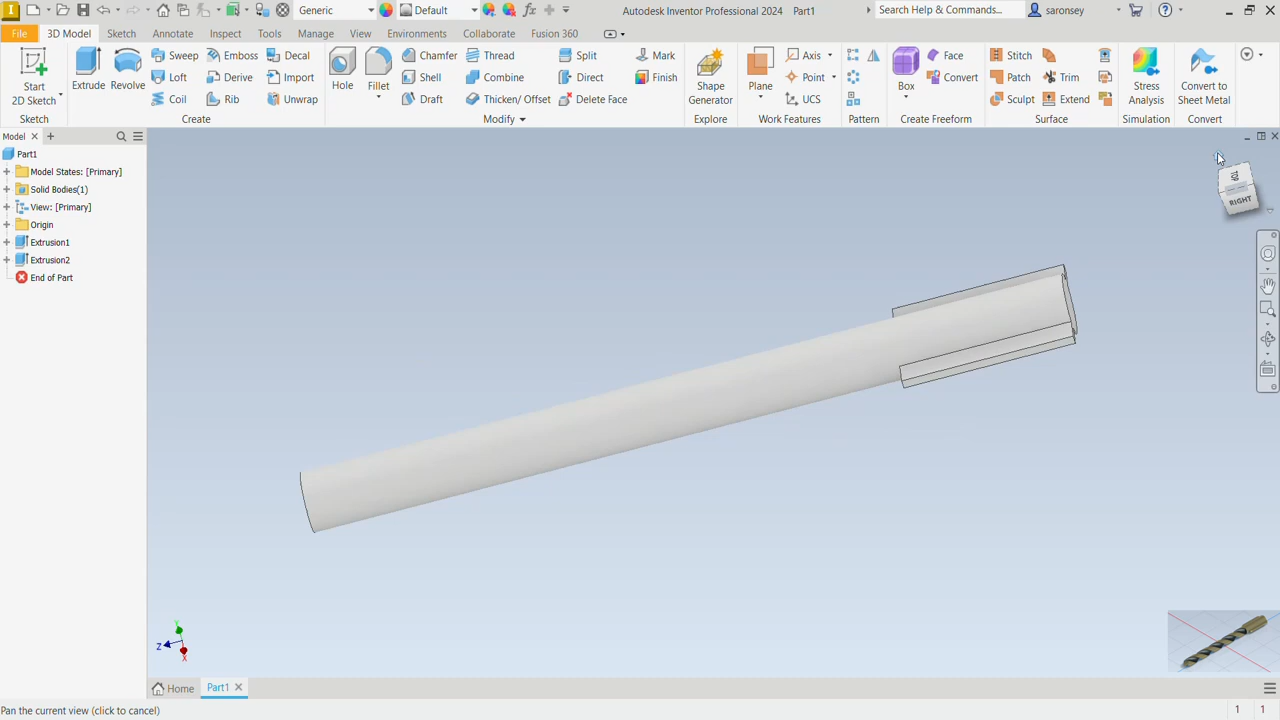 Generic
Default
Autodesk Inventor Professional 2024 Part1
Search Help & Commands...
saronsey
File
3D Model
Sketch
Annotate
Inspect
Tools
Manage
View
Environments
Collaborate
Fusion 360
Start
2D Sketch
Sketch
Extrude
Revolve
Sweep
Emboss
Decal
Loft
Derive
Import
Coil
Rib
Unwrap
Create
Hole
Fillet
Chamfer
Thread
Split
Mark
Shell
Combine
Direct
Finish
Draft
Thicken/ Offset
Delete Face
Modify
Shape
Generator
Explore
Plane
Axis
Point
UCS
Work Features
Pattern
Box
Face
Convert
Create Freeform
Stitch
Patch
Trim
Sculpt
Extend
Surface
Stress
Analysis
Simulation
Convert to
Sheet Metal
Convert
Model
Part1
Model States: [Primary]
Solid Bodies(1)
View: [Primary]
Origin
Extrusion1
Extrusion2
End of Part
TOP
RIGHT
Y
Z
X
Home
Part1
Pan the current view (click to cancel)
1 1